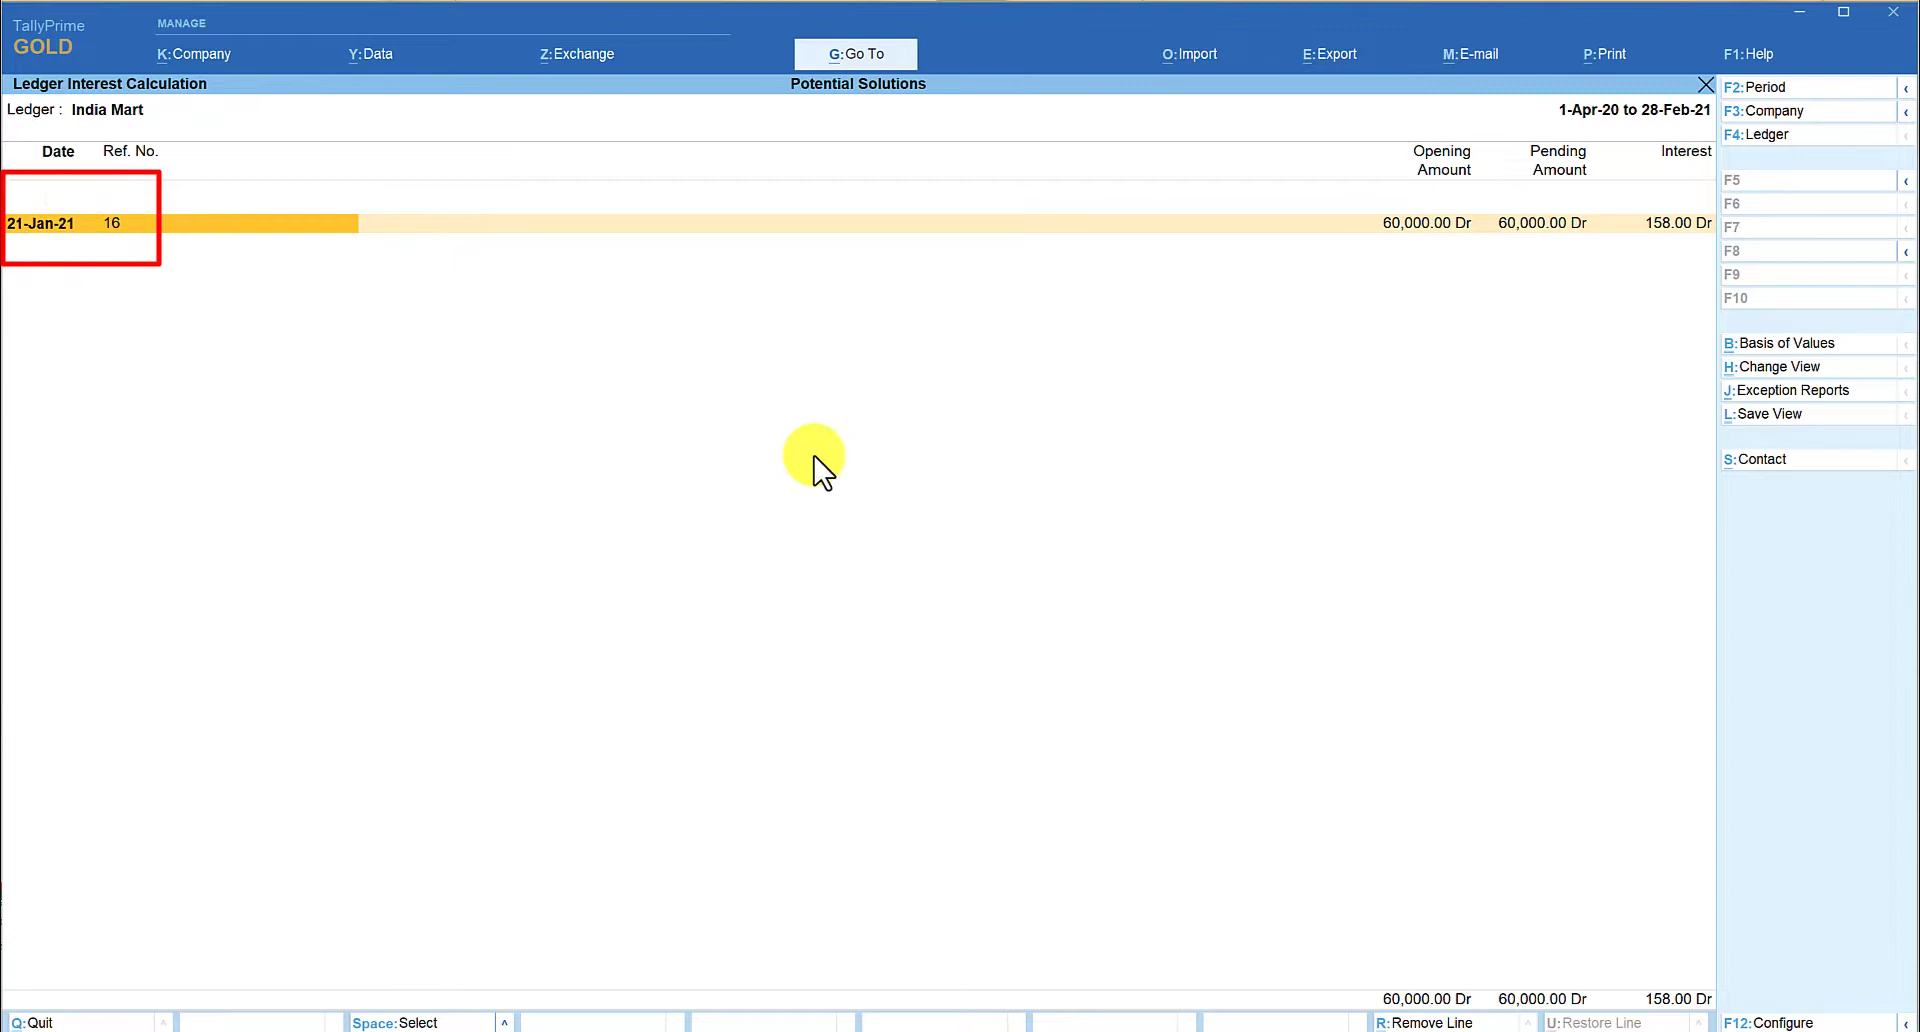 TallyPrime
GOLD
MANAGE
K:Company Y:Data Z:Exchange G:Go To O:Import E:Export M:E-mail P:Print F1:Help
Ledger Interest Calculation Potential Solutions
Ledger : India Mart 1-Apr-20 to 28-Feb-21
Date Ref. No. Opening Amount Pending Amount Interest
21-Jan-21 16 60,000.00 Dr 60,000.00 Dr 158.00 Dr
60,000.00 Dr 60,000.00 Dr 158.00 Dr
F2:Period
F3:Company
F4:Ledger
F5
F6
F7
F8
F9
F10
B:Basis of Values
H:Change View
J:Exception Reports
L:Save View
S:Contact
Q:Quit Space:Select R:Remove Line U:Restore Line F12:Configure